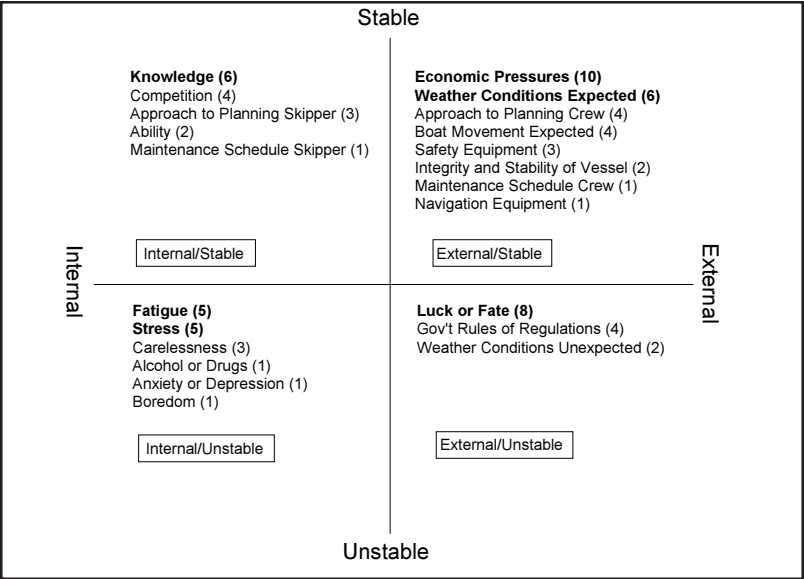 Stable
Knowledge (6)
Competition (4)
Approach to Planning Skipper (3)
Ability (2)
Maintenance Schedule Skipper (1)
Economic Pressures (10)
Weather Conditions Expected (6)
Approach to Planning Crew (4)
Boat Movement Expected (4)
Safety Equipment (3)
Integrity and Stability of Vessel (2)
Maintenance Schedule Crew (1)
Navigation Equipment (1)
Internal/Stable
External/Stable
Internal
External
Fatigue (5)
Stress (5)
Carelessness (3)
Alcohol or Drugs (1)
Anxiety or Depression (1)
Boredom (1)
Luck or Fate (8)
Gov't Rules of Regulations (4)
Weather Conditions Unexpected (2)
Internal/Unstable
External/Unstable
Unstable